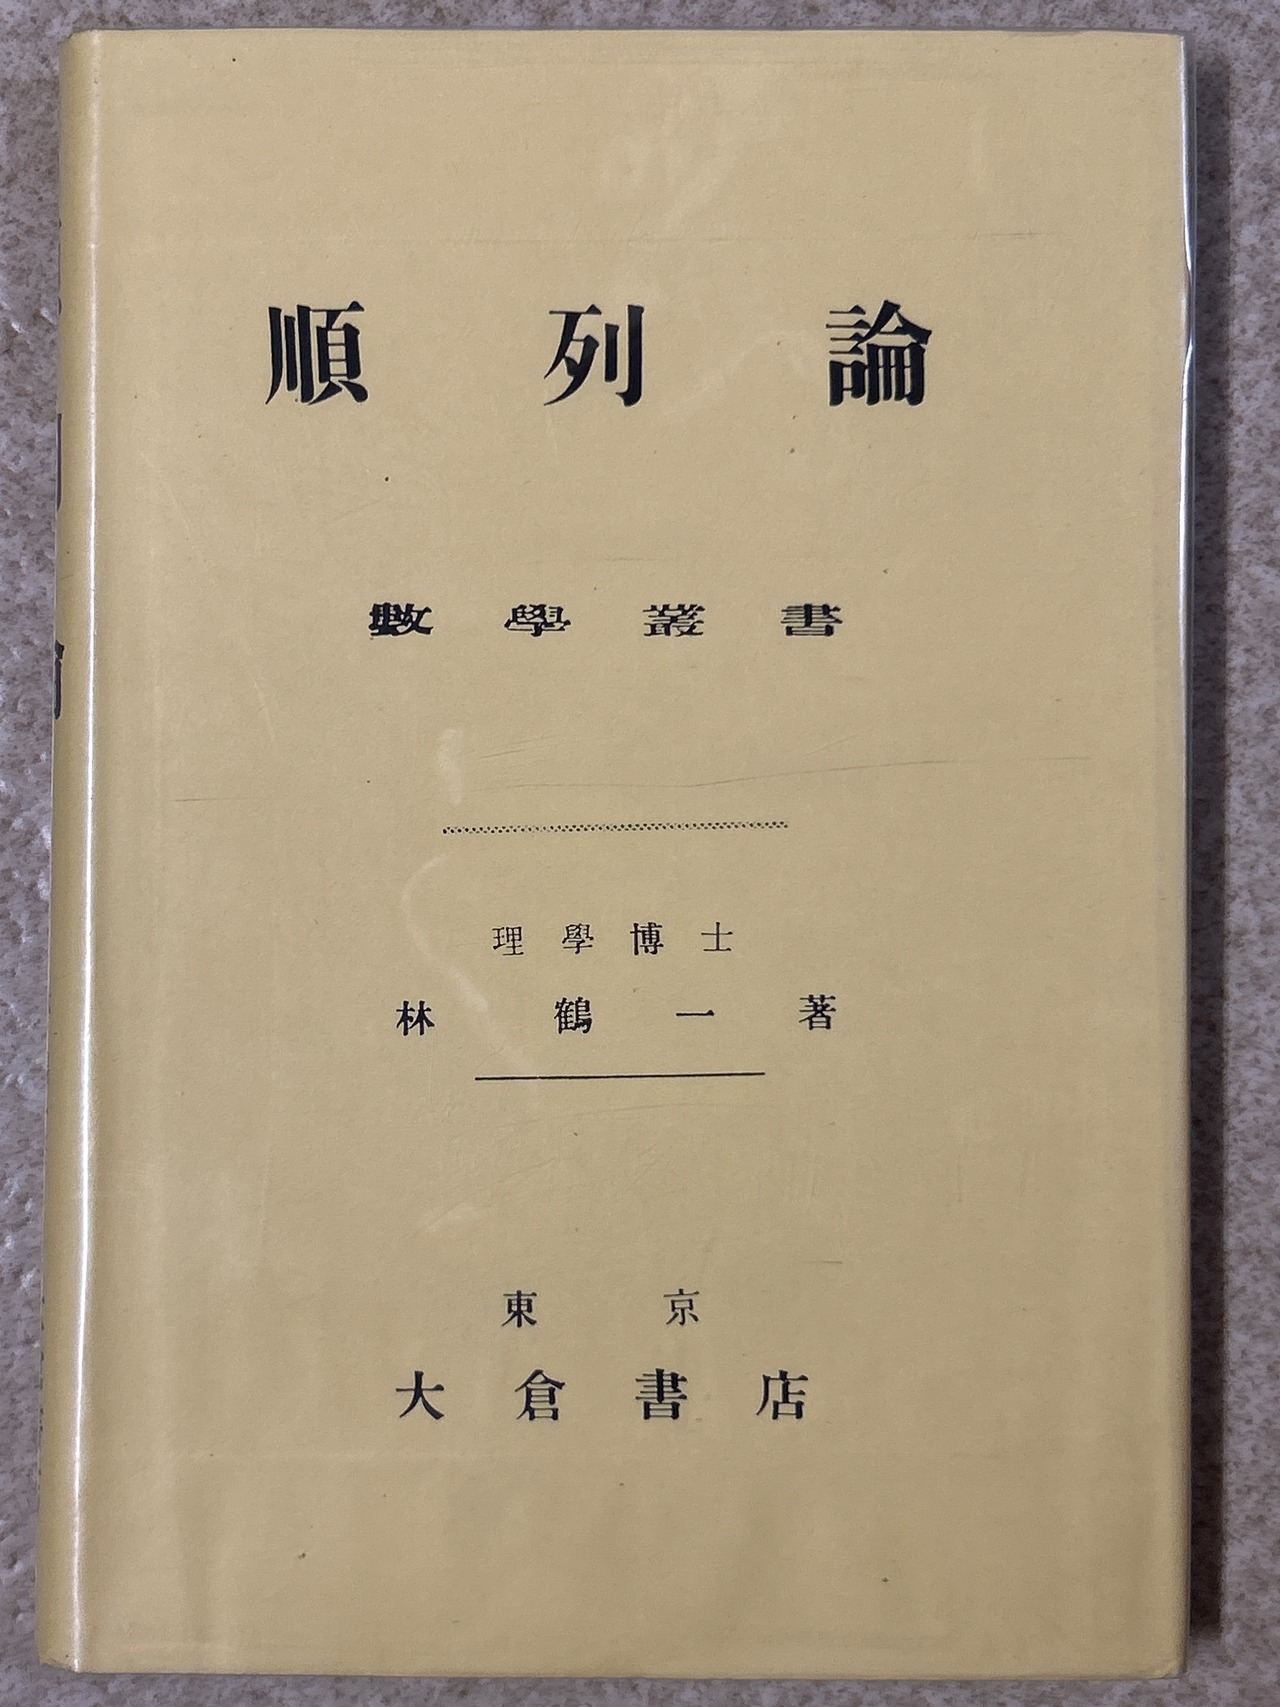 順列論
數學叢書
理學博士
林鶴一著
東京
大倉書店